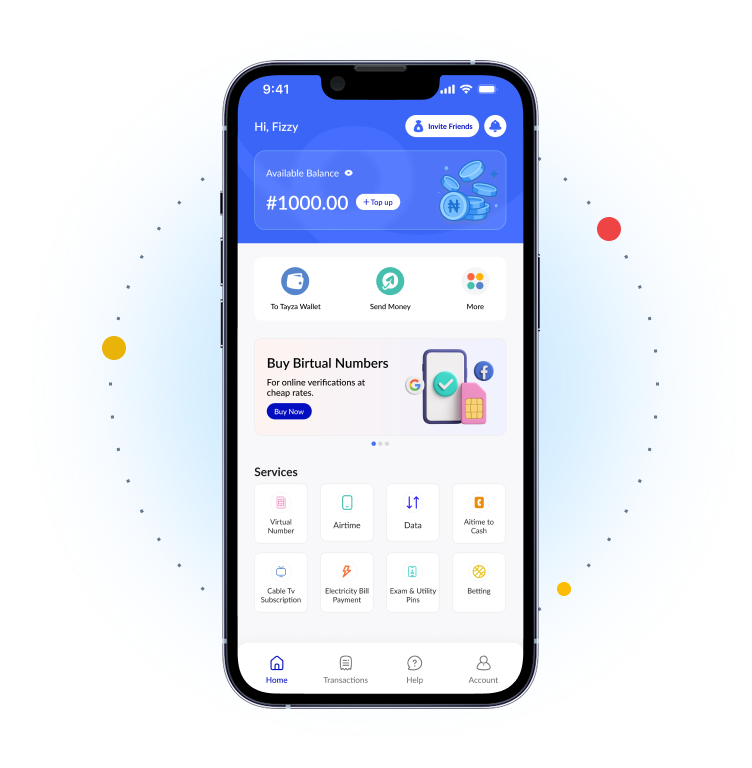 9:41
Hi, Fizzy
Invite Friends
Available Balance
#1000.00
+ Top up
₦
To Tayza Wallet
Send Money
More
Buy Birtual Numbers
For online verifications at
cheap rates.
Buy Now
G
f
Services
Virtual
Number
Airtime
Data
Aitime to
Cash
Cable Tv
Subscription
Electricity Bill
Payment
Exam & Utility
Pins
Betting
Home
Transactions
Help
Account